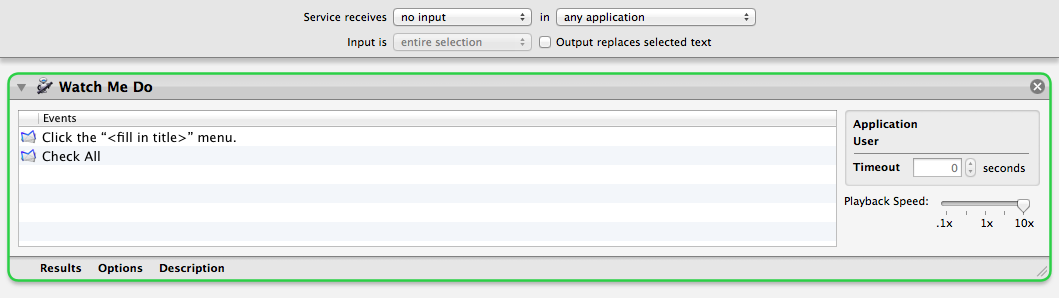 Service receives no input in any application
Input is entire selection Output replaces selected text
Watch Me Do
Events
Click the “<fill in title>” menu.
Check All
Application
User
Timeout 0 seconds
Playback Speed:
.1x 1x 10x
Results Options Description